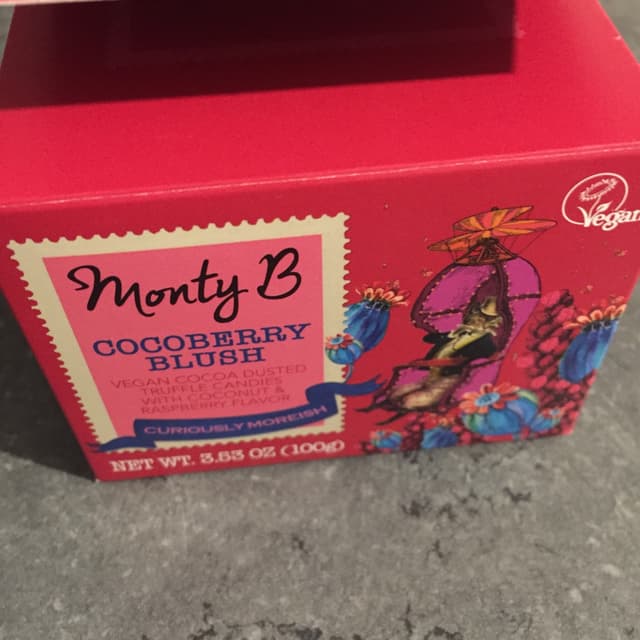 Monty B
COCOBERRY
BLUSH
VEGAN COCOA DUSTED
TRUFFLE CANDIES
WITH COCONUT &
RASPBERRY FLAVOR
CURIOUSLY MOREISH
NET WT. 3.53 OZ (100g)
Vegan